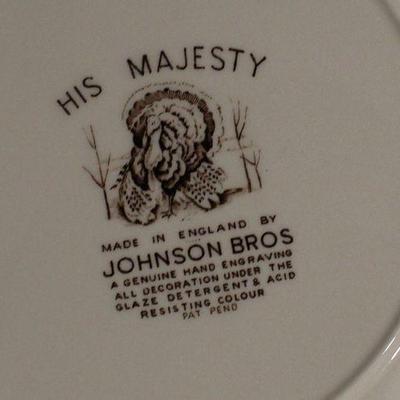 HIS MAJESTY
MADE IN ENGLAND BY
JOHNSON BROS
A GENUINE HAND ENGRAVING
ALL DECORATION UNDER THE
GLAZE DETERGENT & ACID
RESISTING COLOUR
PAT PEND